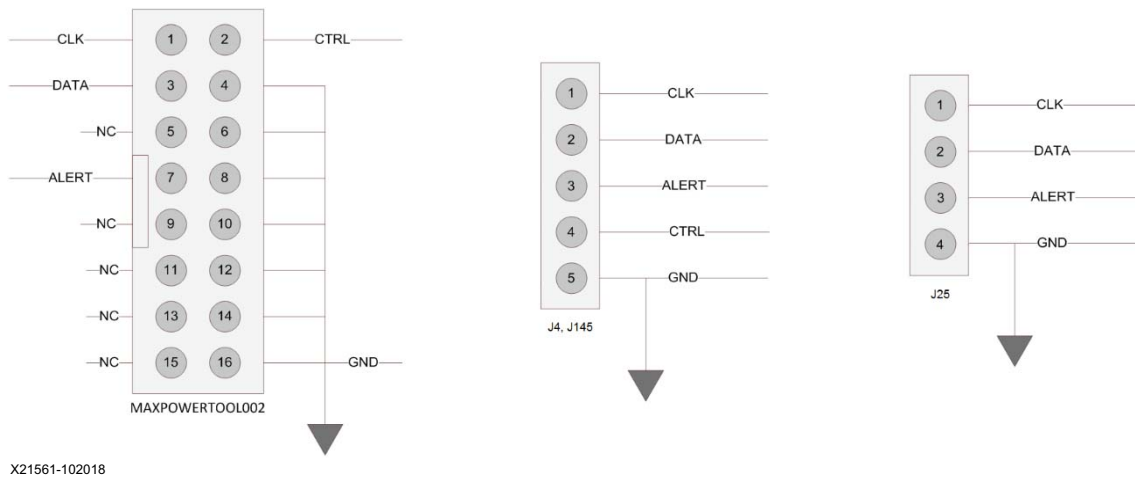 CLK 1 2 CTRL
DATA 3 4
NC 5 6
ALERT 7 8
NC 9 10
NC 11 12
NC 13 14
NC 15 16 GND
MAXPOWERTOOL002
1 CLK
2 DATA
3 ALERT
4 CTRL
5 GND
J4, J145
1 CLK
2 DATA
3 ALERT
4 GND
J25
X21561-102018